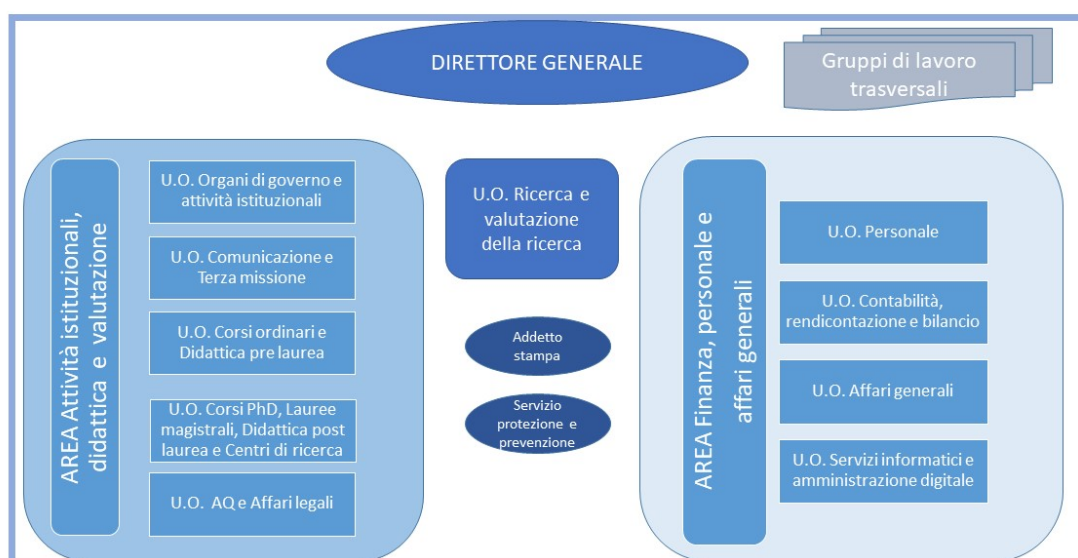 DIRETTORE GENERALE
Gruppi di lavoro
trasversali
AREA Attività istituzionali,
didattica e valutazione
U.O. Organi di governo e
attività istituzionali
U.O. Comunicazione e
Terza missione
U.O. Corsi ordinari e
Didattica pre laurea
U.O. Corsi PhD, Lauree
magistrali, Didattica post
laurea e Centri di ricerca
U.O. AQ e Affari legali
U.O. Ricerca e
valutazione
della ricerca
Addetto
stampa
Servizio
protezione e
prevenzione
AREA Finanza, personale e
affari generali
U.O. Personale
U.O. Contabilità,
rendicontazione e bilancio
U.O. Affari generali
U.O. Servizi informatici e
amministrazione digitale